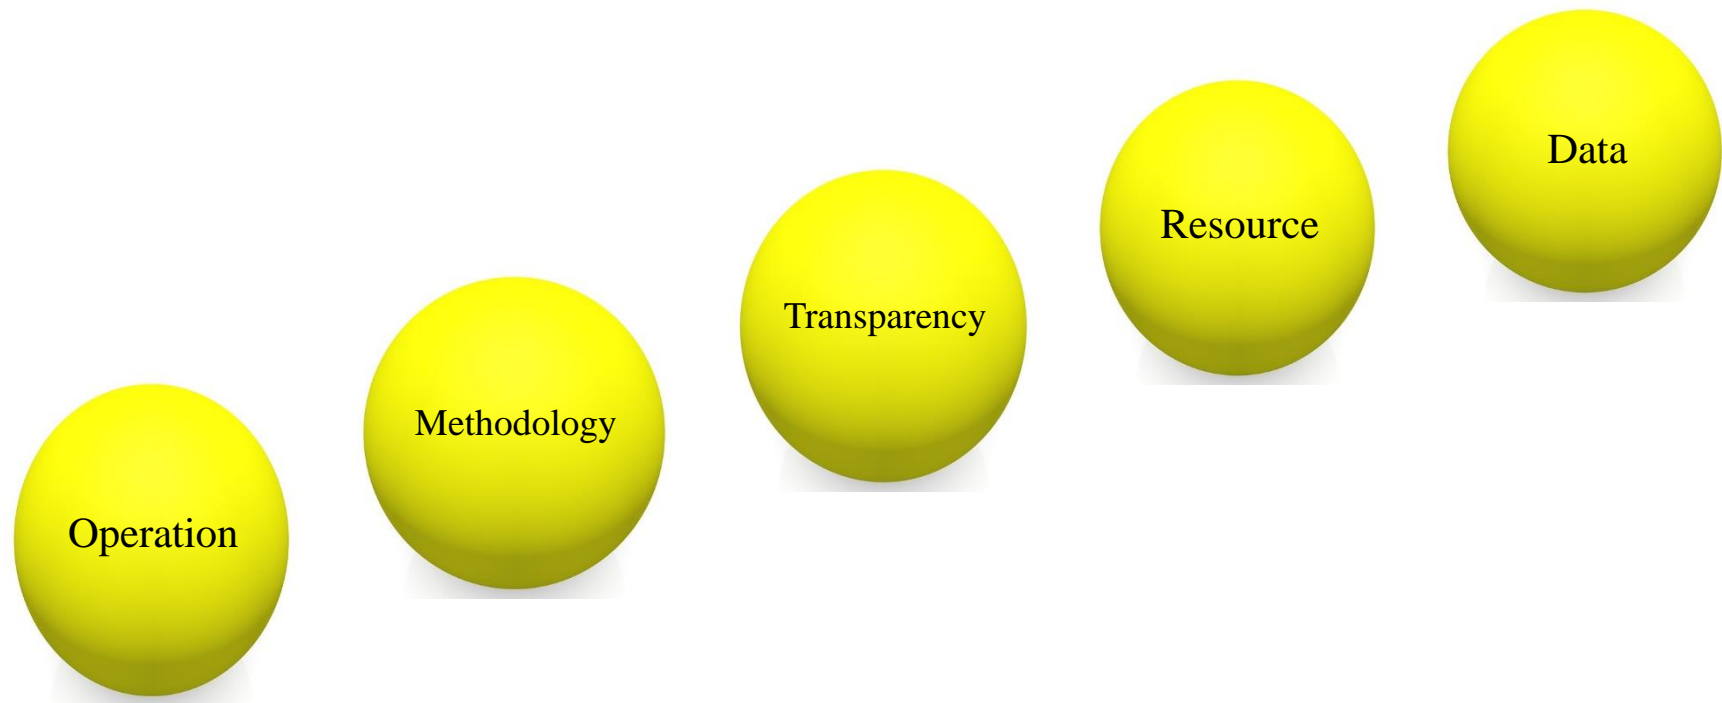 Operation
Methodology
Transparency
Resource
Data